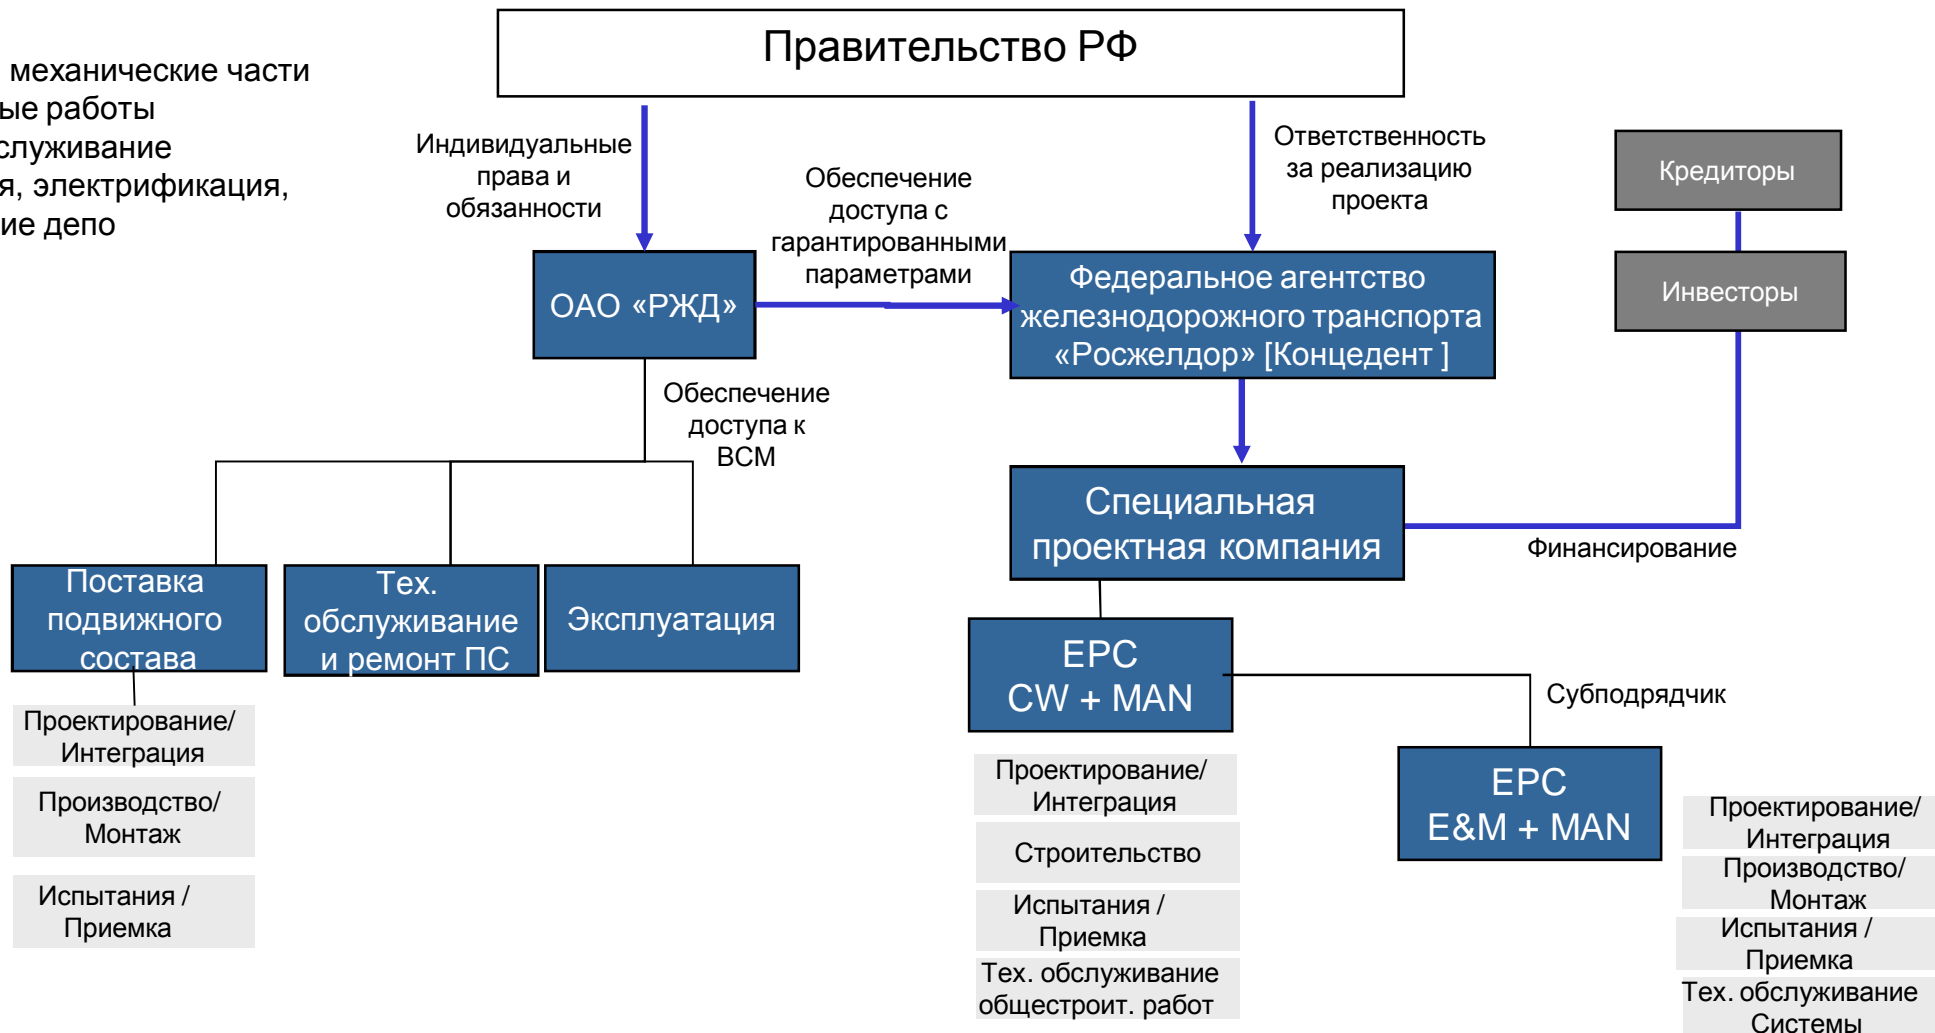 Правительство РФ
механические части
ые работы
служивание
я, электрификация,
ие депо
Индивидуальные
права и
обязанности
Обеспечение
доступа с
гарантированными
параметрами
Ответственность
за реализацию
проекта
Кредиторы
Инвесторы
ОАО «РЖД»
Федеральное агентство
железнодорожного транспорта
«Росжелдор» [Концедент ]
Обеспечение
доступа к
ВСМ
Специальная
проектная компания
Финансирование
Поставка
подвижного
состава
Тех.
обслуживание
и ремонт ПС
Эксплуатация
Проектирование/
Интеграция
Производство/
Монтаж
Испытания /
Приемка
EPC
CW + MAN
Субподрядчик
Проектирование/
Интеграция
Строительство
Испытания /
Приемка
Тех. обслуживание
общестроит. работ
EPC
E&M + MAN
Проектирование/
Интеграция
Производство/
Монтаж
Испытания /
Приемка
Тех. обслуживание
Системы